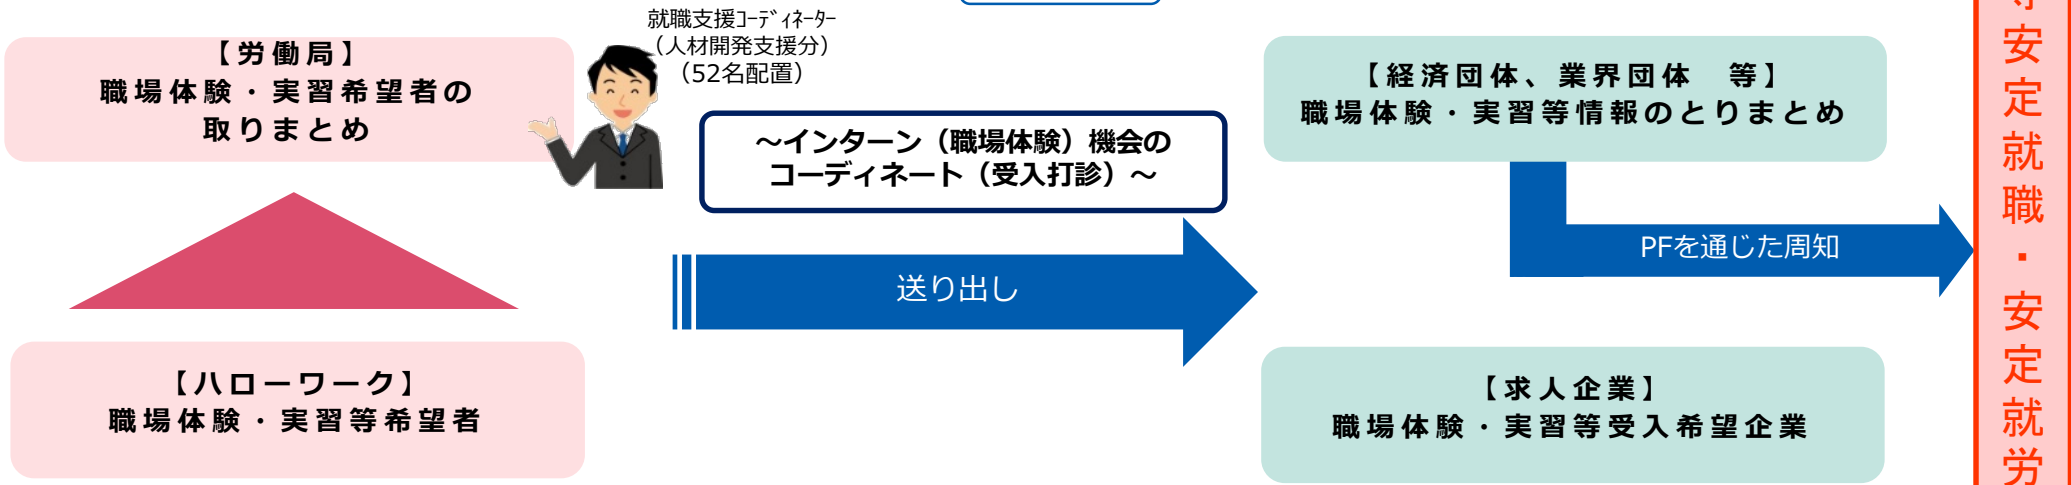 就職支援ｺｰﾃﾞｨﾈｰﾀｰ
（人材開発支援分）
（52名配置）
【労働局】
職場体験・実習希望者の
取りまとめ
～インターン（職場体験）機会の
コーディネート（受入打診）～
【経済団体、業界団体　等】
職場体験・実習等情報のとりまとめ
送り出し
PFを通じた周知
【ハローワーク】
職場体験・実習等希望者
【求人企業】
職場体験・実習等受入希望企業
安定就職・安定就労